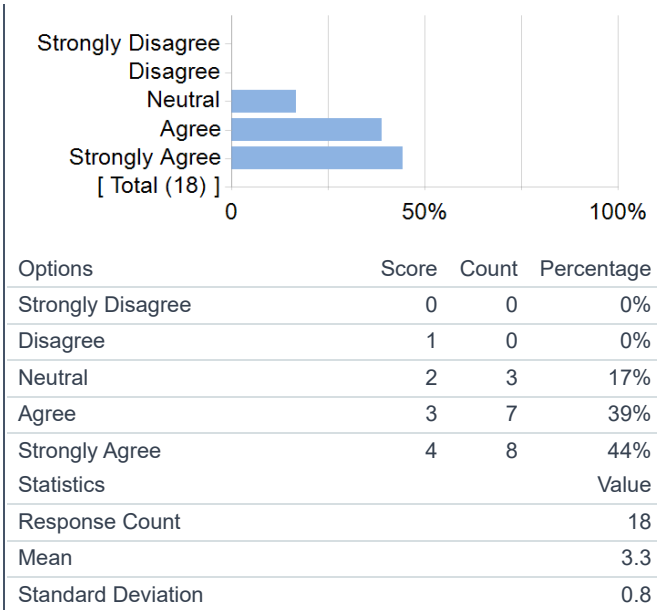 Strongly Disagree
Disagree
Neutral
Agree
Strongly Agree
[ Total (18) ]
0 50% 100%
Options Score Count Percentage
Strongly Disagree 0 0 0%
Disagree 1 0 0%
Neutral 2 3 17%
Agree 3 7 39%
Strongly Agree 4 8 44%
Statistics Value
Response Count 18
Mean 3.3
Standard Deviation 0.8